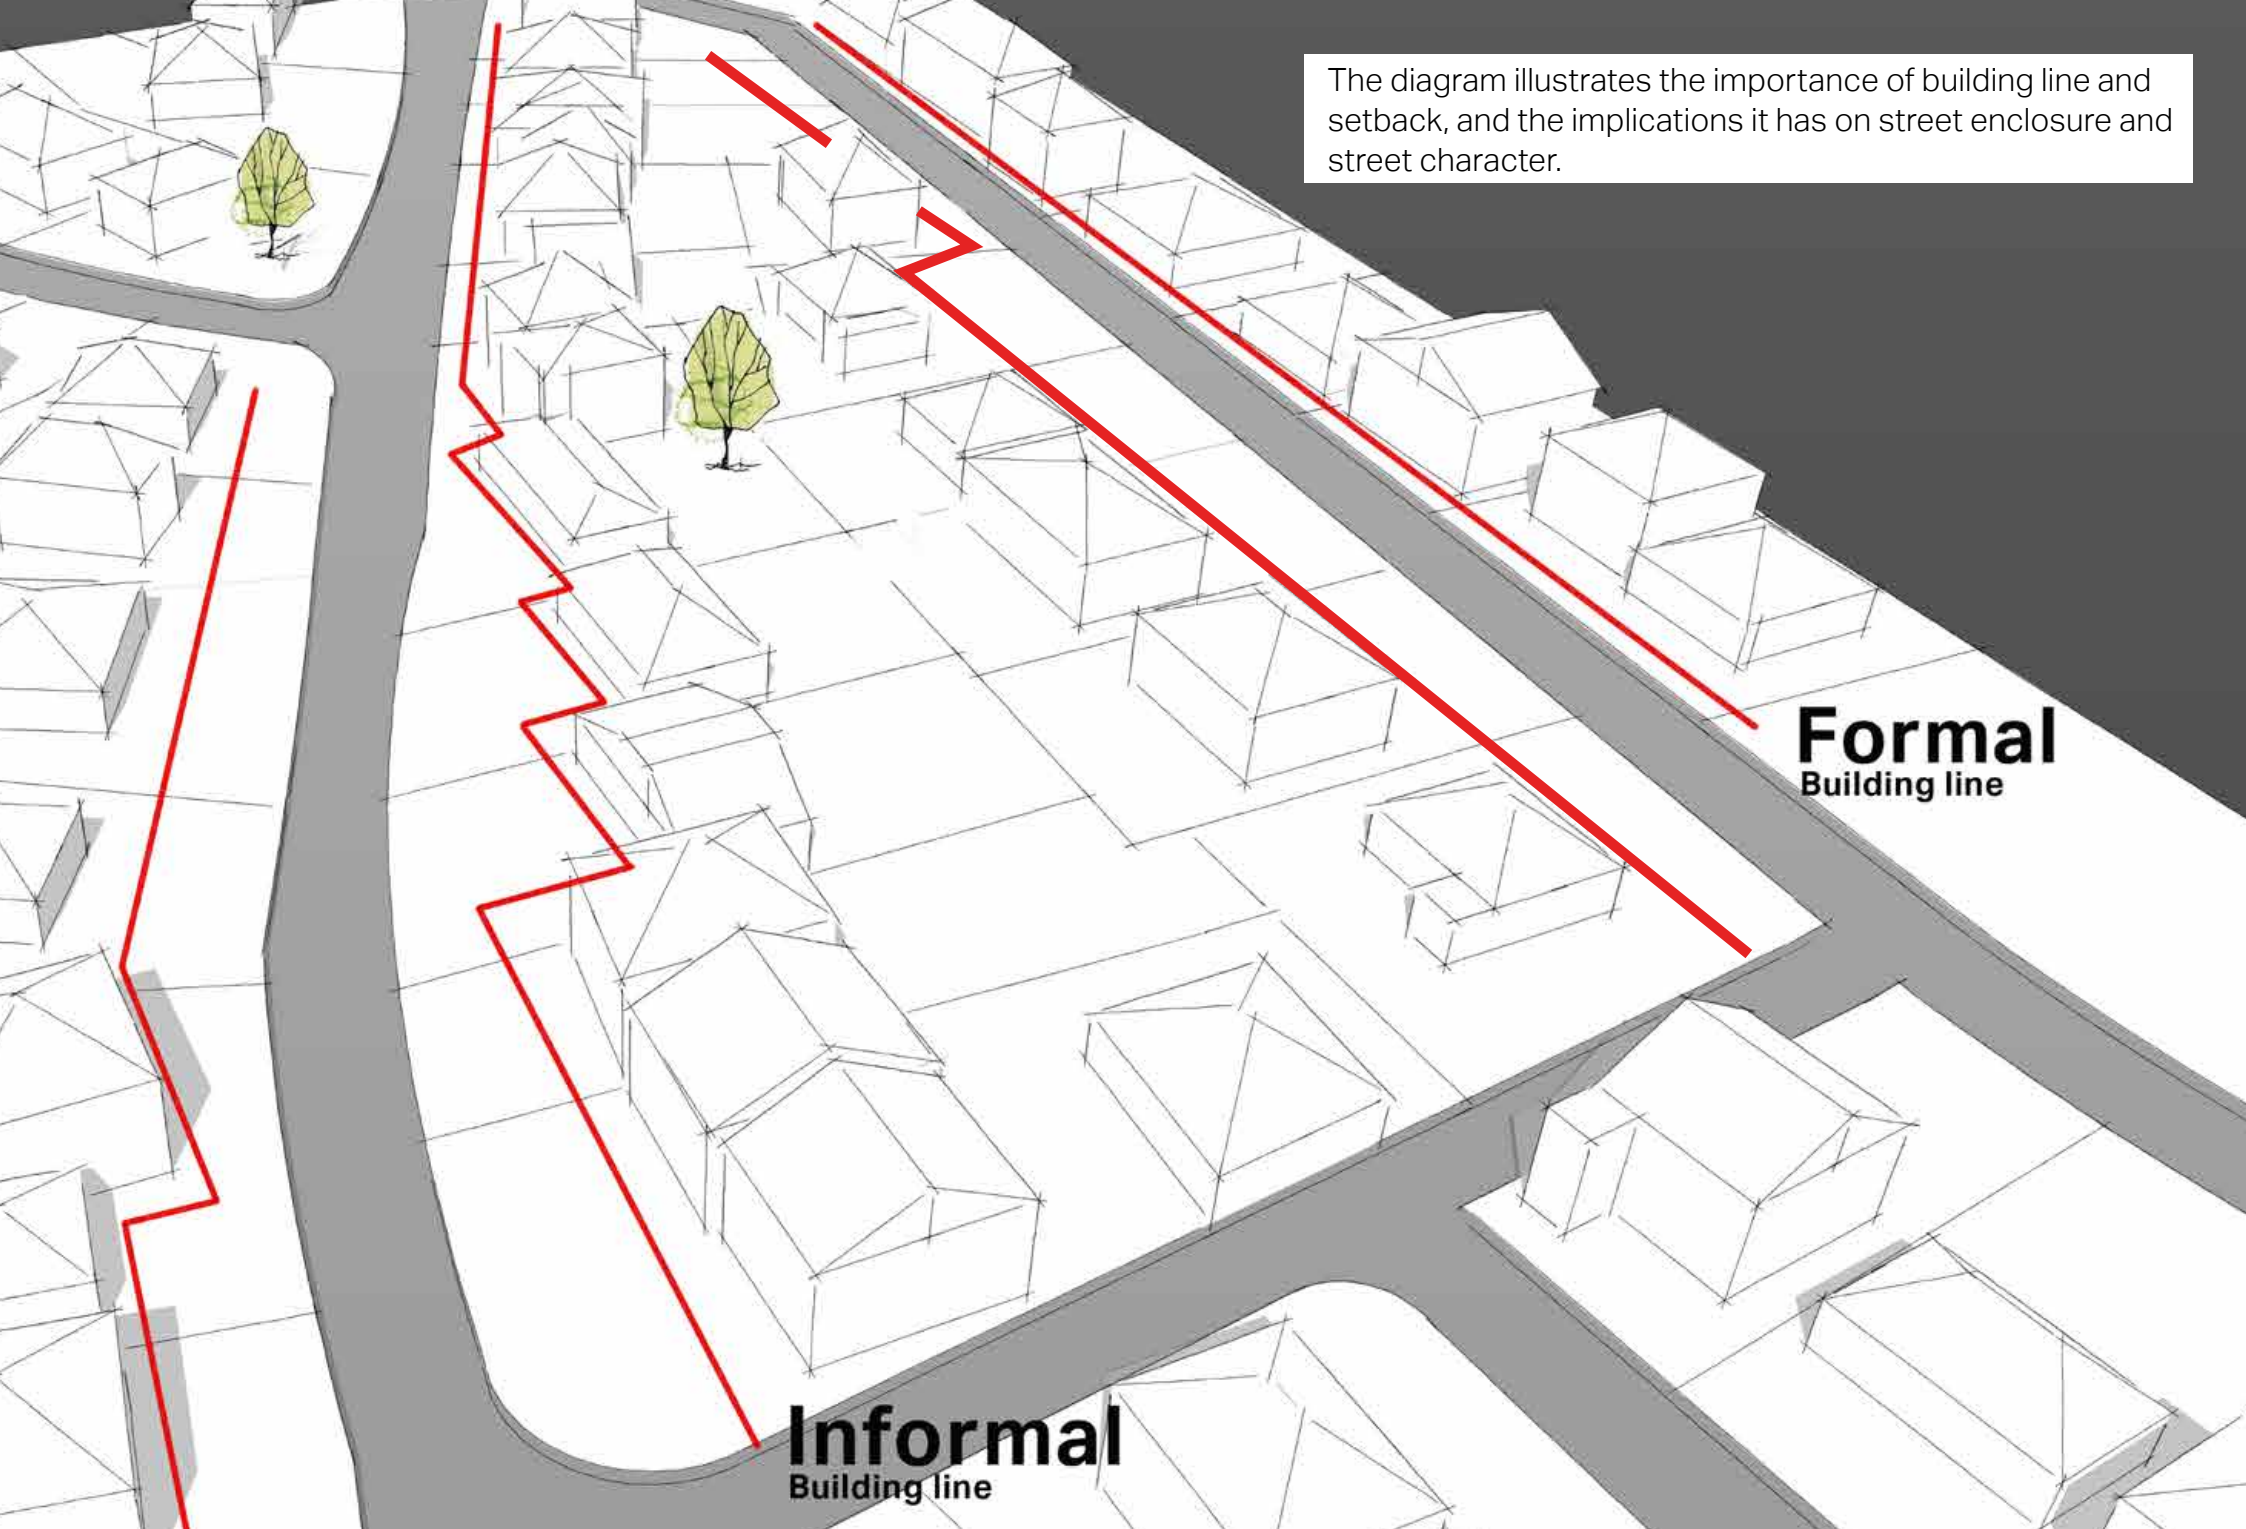 The diagram illustrates the importance of building line and
setback, and the implications it has on street enclosure and
street character.
Formal
Building line
Informal
Building line